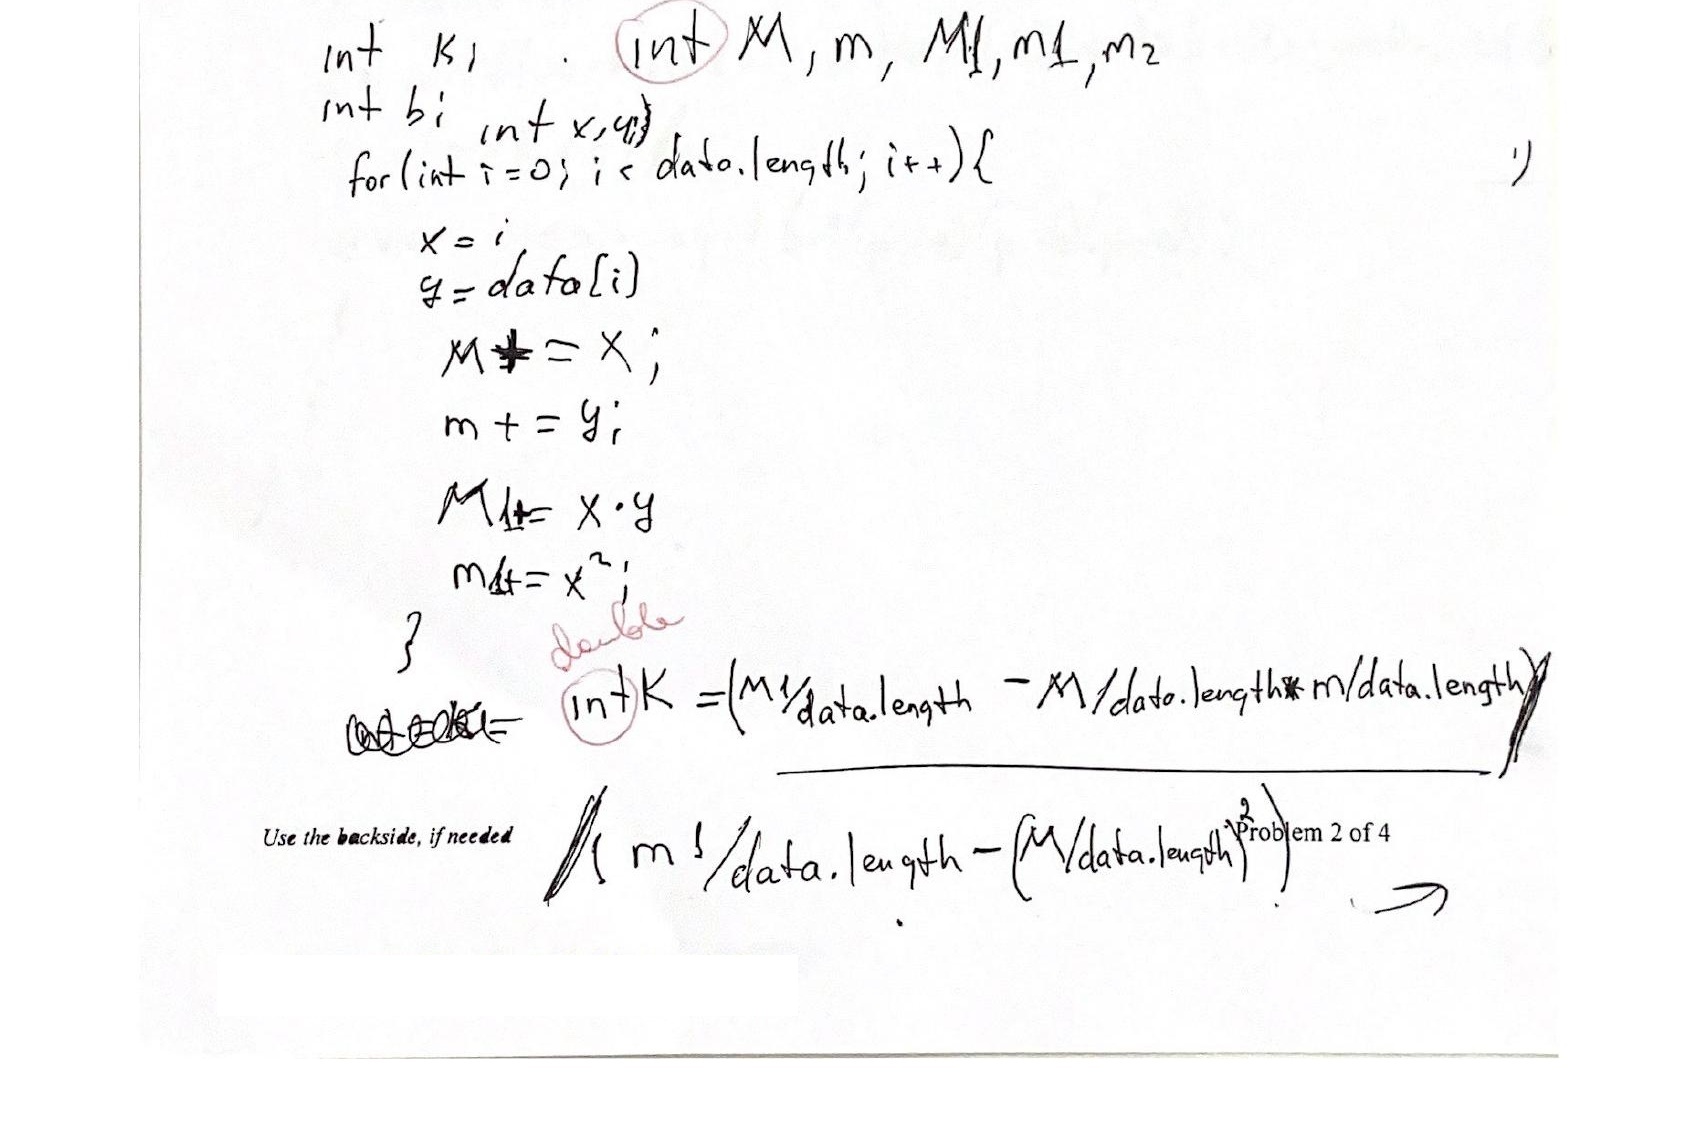 int k; int M, m, M1, m1, m2
int b;
int x, y;
for(int i=0; i < data.length; i++){
x = i
y = data[i]
M += x;
m += y;
M1 += x·y
m1 += x²;
}
double
int K = (M1/data.length - M/data.length * m/data.length)
/( m1/data.length - (M/data.length)²)
Use the backside, if needed
Problem 2 of 4